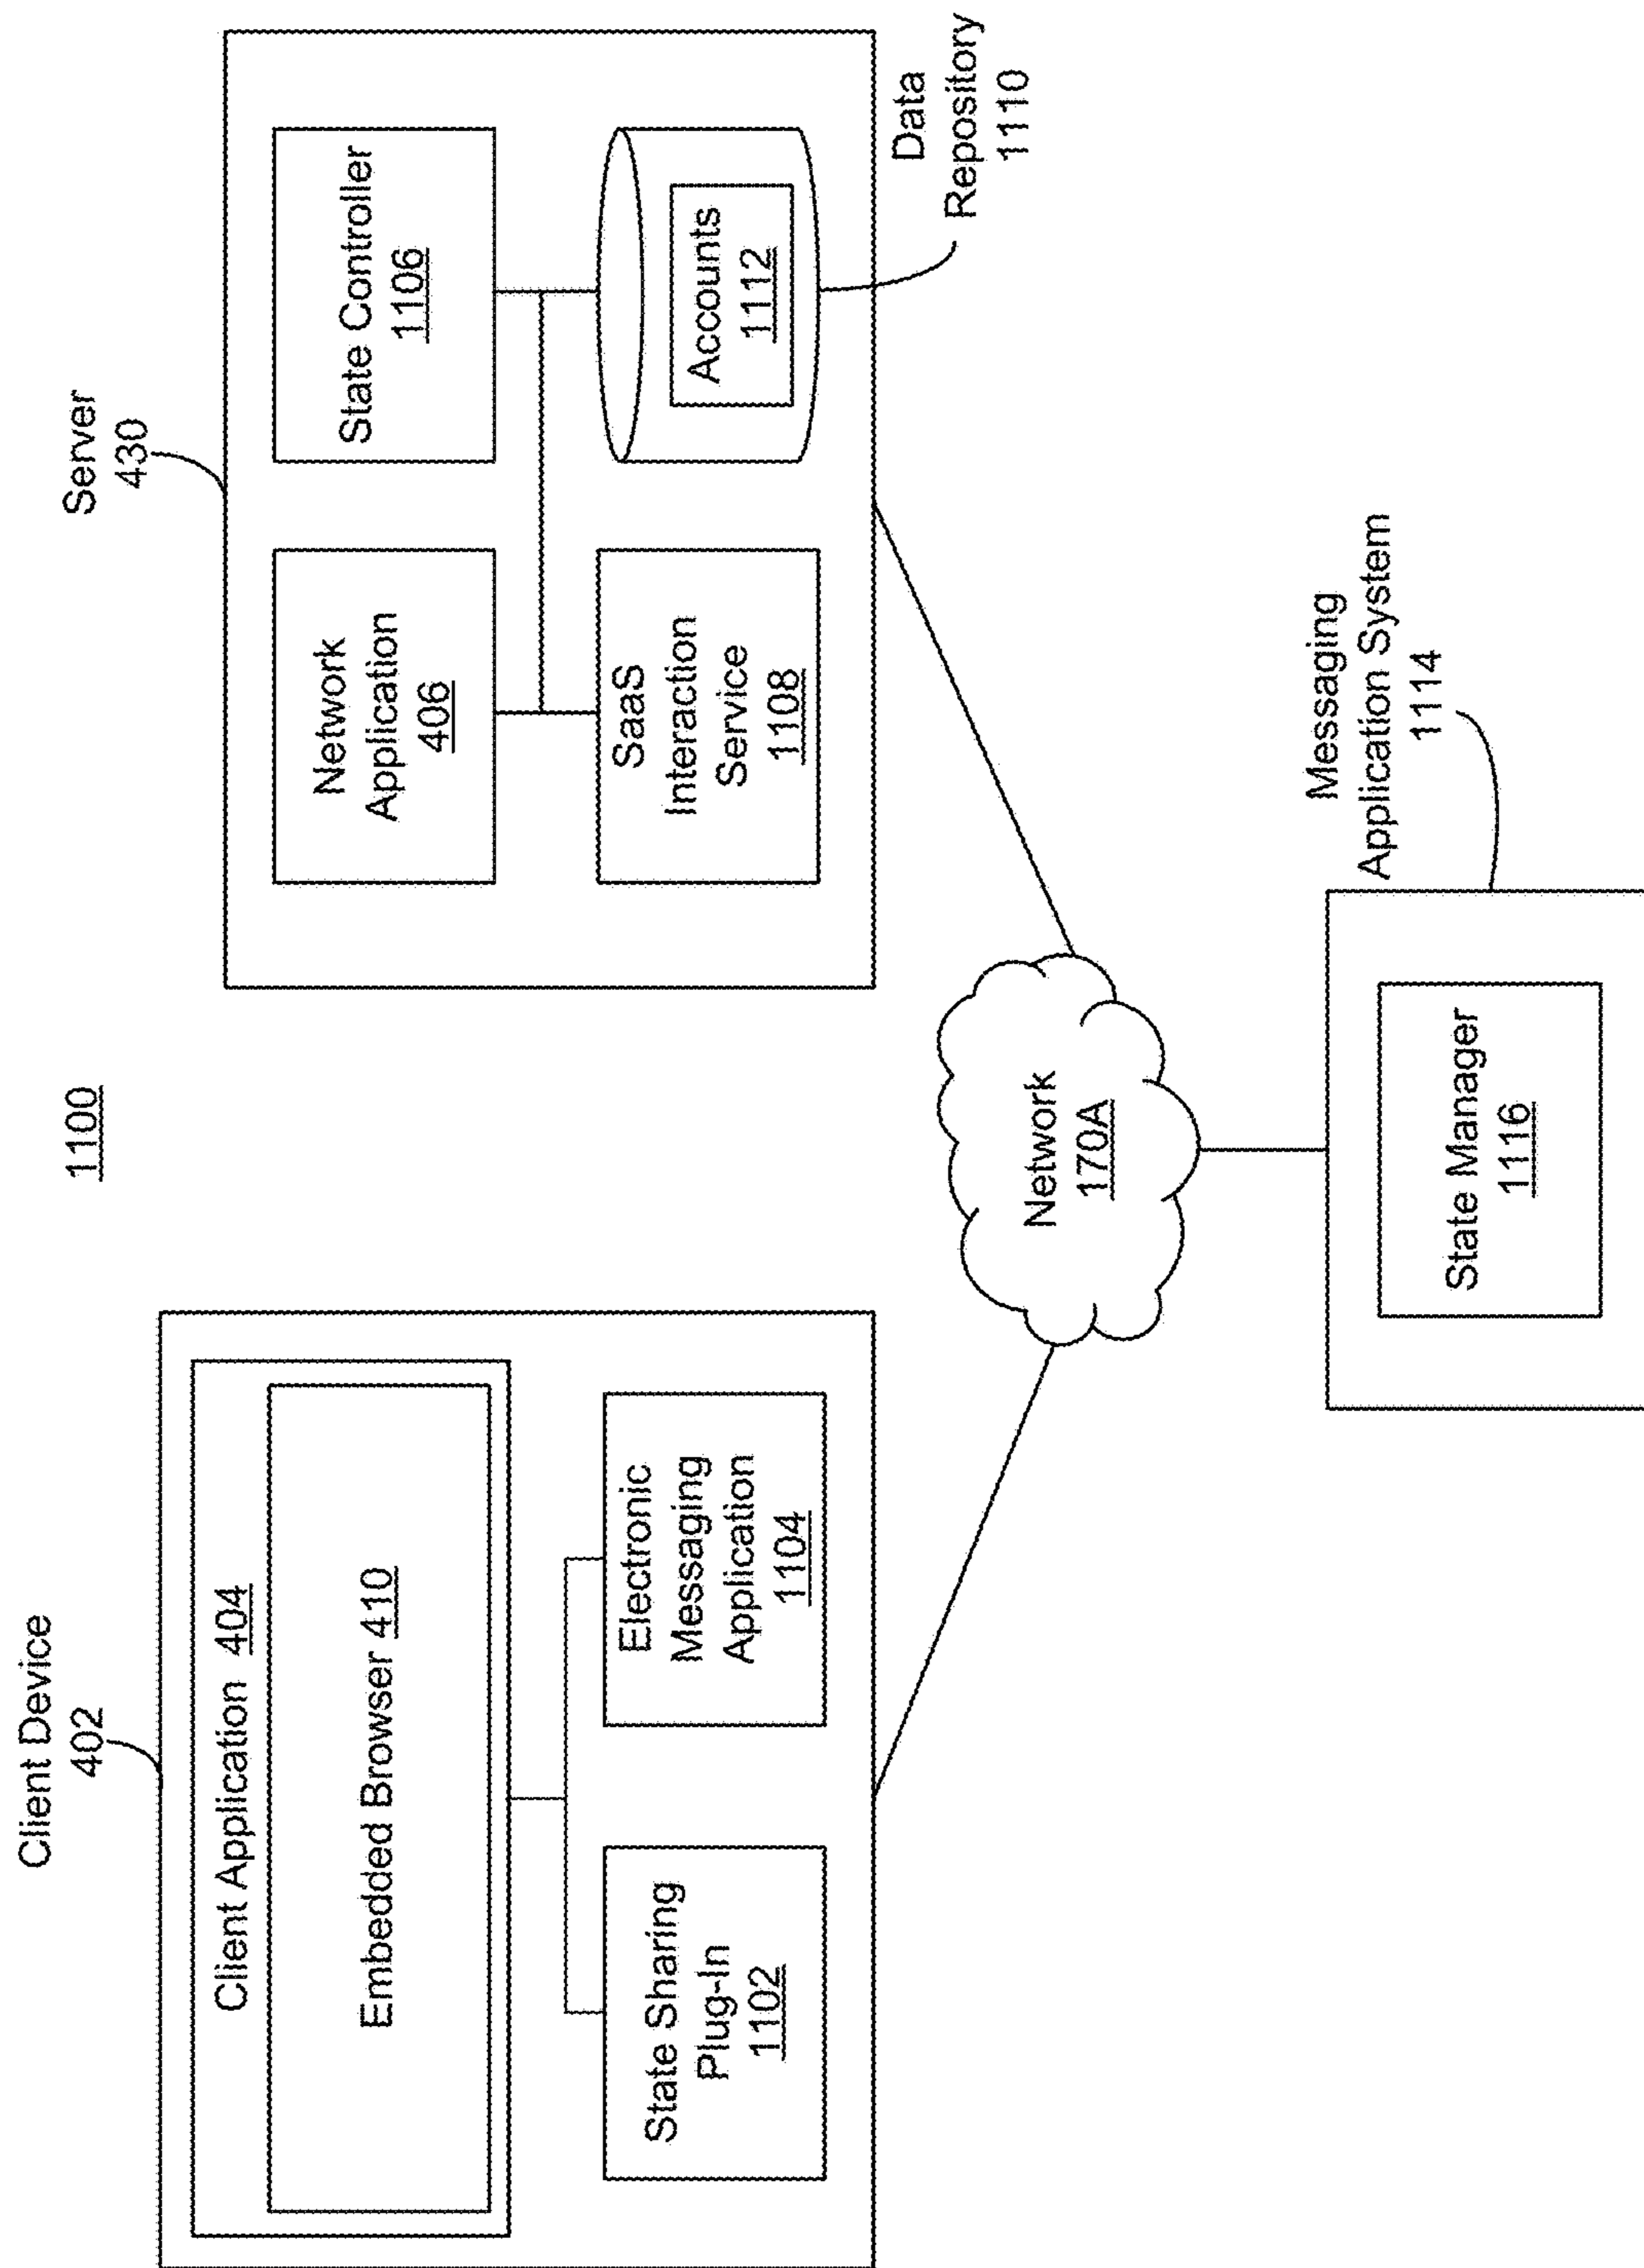 1100
Client Device
402
Client Application 404
Embedded Browser 410
State Sharing
Plug-In
1102
Electronic
Messaging
Application
1104
Server
430
Network
Application
406
State Controller
1106
SaaS
Interaction
Service
1108
Accounts
1112
Data
Repository
1110
Network
170A
Messaging
Application System
1114
State Manager
1116